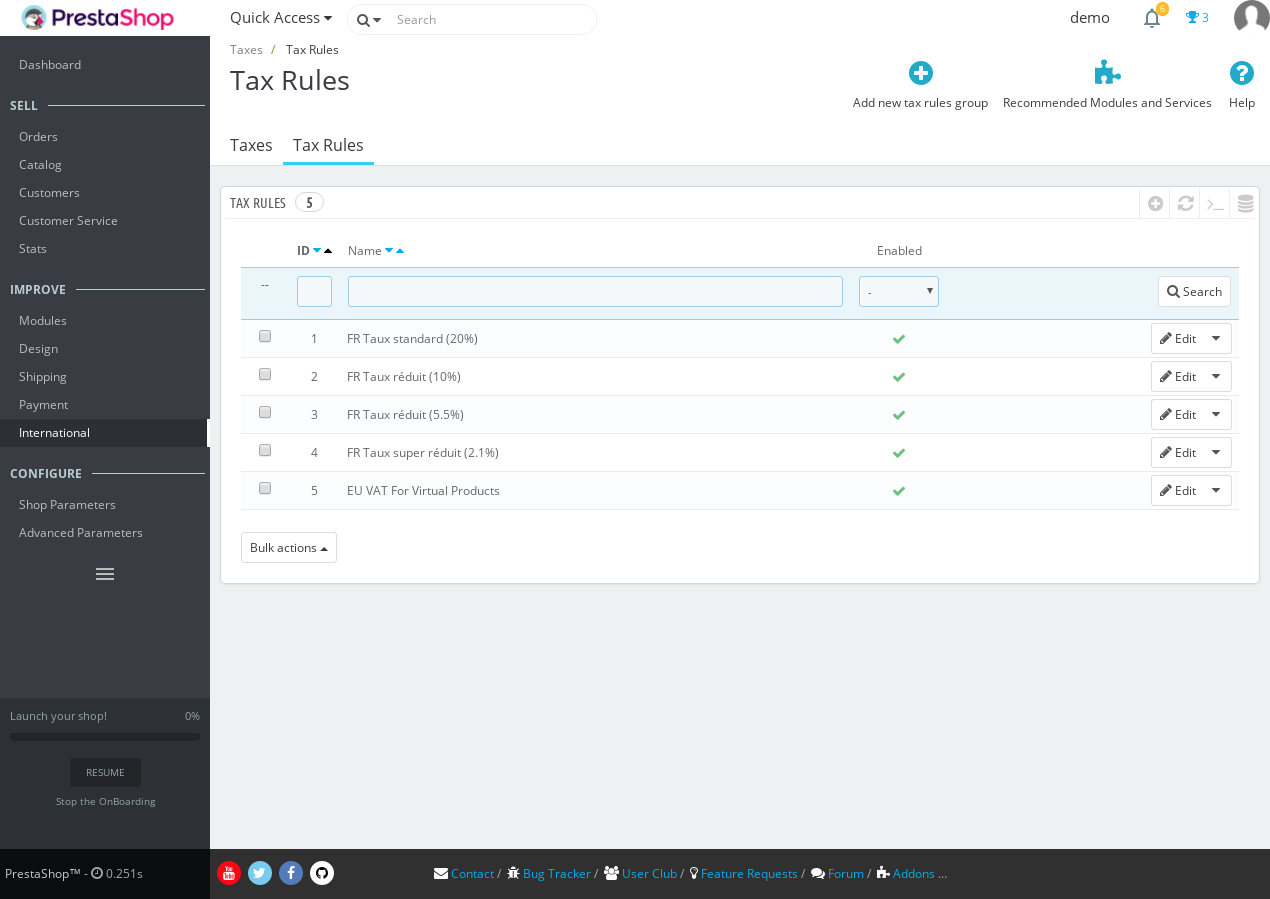 PrestaShop
Quick Access
Search
demo
6
3
Dashboard
SELL
Orders
Catalog
Customers
Customer Service
Stats
IMPROVE
Modules
Design
Shipping
Payment
International
CONFIGURE
Shop Parameters
Advanced Parameters
Launch your shop! 0%
RESUME
Stop the OnBoarding
PrestaShop™ - 0.251s
Taxes / Tax Rules
Tax Rules
Add new tax rules group
Recommended Modules and Services
Help
Taxes Tax Rules
TAX RULES 5
ID Name Enabled
-- - Search
1 FR Taux standard (20%) Edit
2 FR Taux réduit (10%) Edit
3 FR Taux réduit (5.5%) Edit
4 FR Taux super réduit (2.1%) Edit
5 EU VAT For Virtual Products Edit
Bulk actions
You Tube
Contact / Bug Tracker / User Club / Feature Requests / Forum / Addons ...